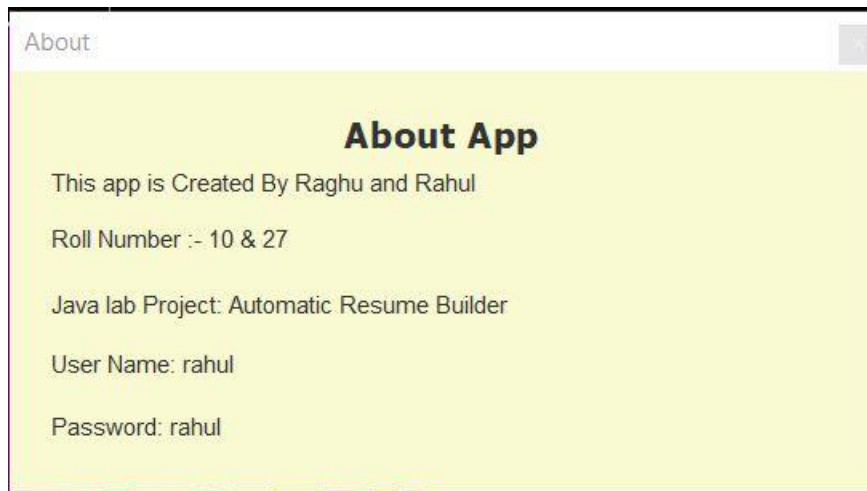 About
About App
This app is Created By Raghu and Rahul
Roll Number :- 10 & 27
Java lab Project: Automatic Resume Builder
User Name: rahul
Password: rahul